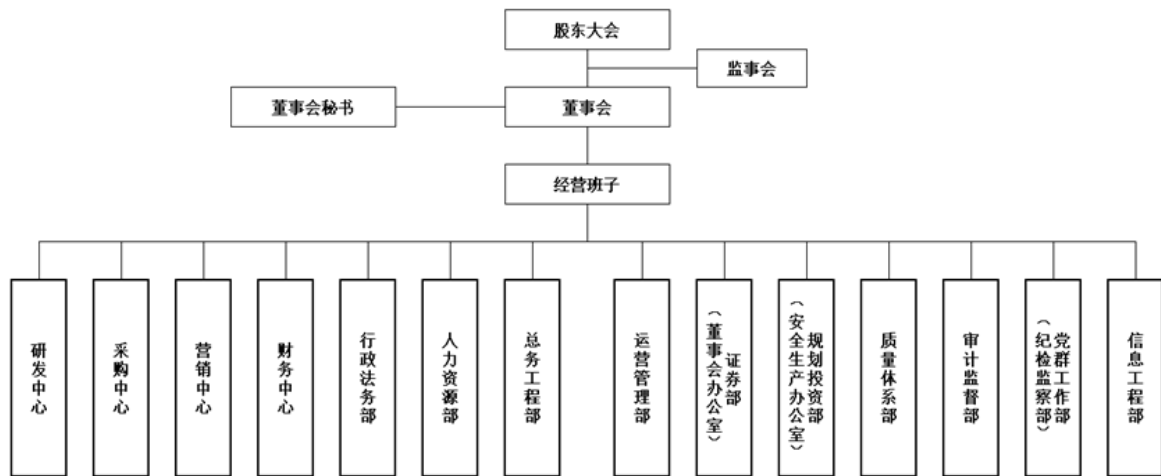 股东大会
监事会
董事会秘书
董事会
经营班子
研发中心
采购中心
营销中心
财务中心
行政法务部
人力资源部
总务工程部
运营管理部
证券部
（董事会办公室）
规划投资部
（安全生产办公室）
质量体系部
审计监督部
党群工作部
（纪检监察部）
信息工程部